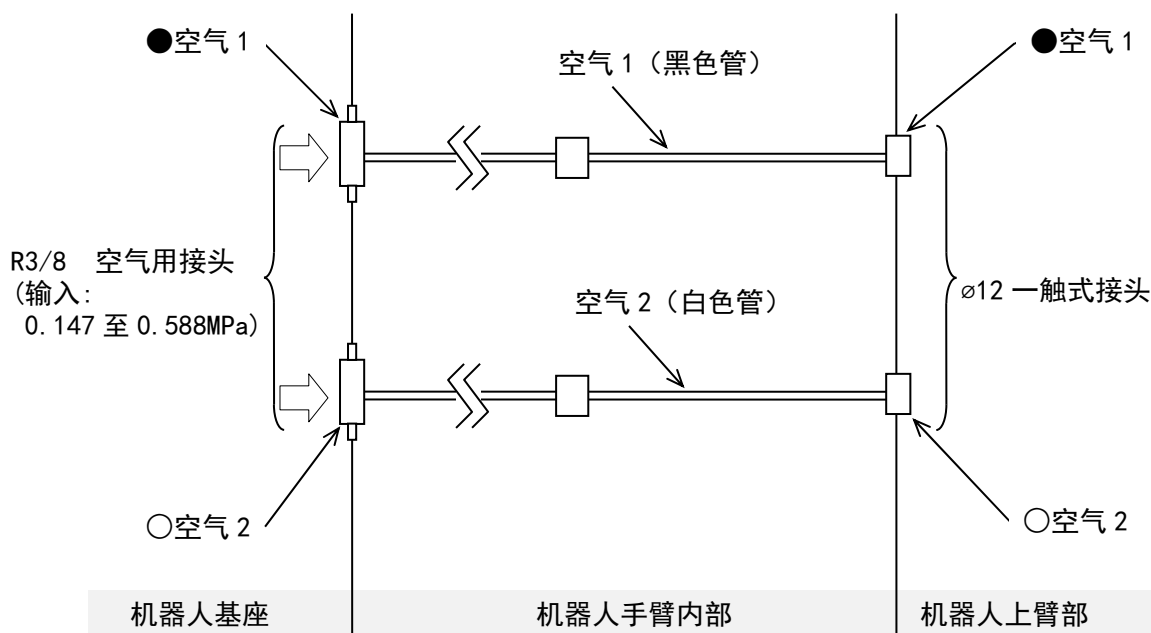 ●空气1
●空气1
空气1（黑色管）
R3/8 空气用接头
(输入:
0.147 至 0.588MPa)
空气2（白色管）
⌀12 一触式接头
○空气2
○空气2
机器人基座
机器人手臂内部
机器人上臂部